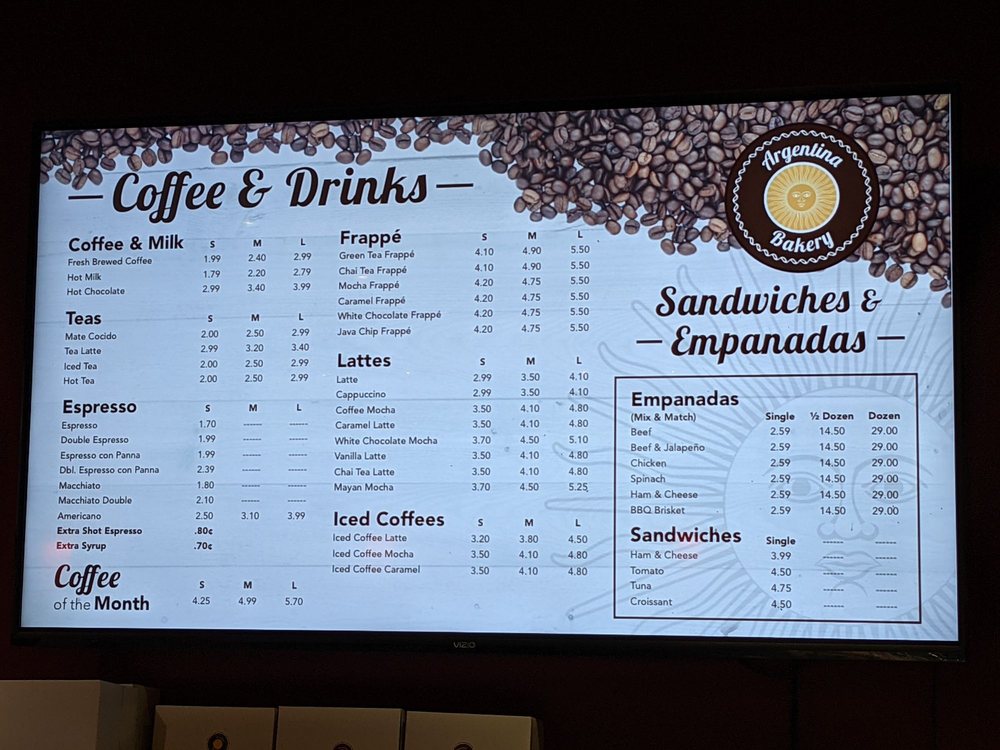 Coffee & Drinks
Coffee & Milk S M L
Fresh Brewed Coffee 1.99 2.40 2.99
Hot Milk 1.79 2.20 2.79
Hot Chocolate 2.99 3.40 3.99
Teas S M L
Mate Cocido 2.00 2.50 2.99
Tea Latte 2.99 3.20 3.40
Iced Tea 2.00 2.50 2.99
Hot Tea 2.00 2.50 2.99
Espresso S M L
Espresso 1.70 ------ ------
Double Espresso 1.99 ------ ------
Espresso con Panna 1.99 ------ ------
Dbl. Espresso con Panna 2.39 ------ ------
Macchiato 1.80 ------ ------
Macchiato Double 2.10 ------ ------
Americano 2.50 3.10 3.99
Extra Shot Espresso .80¢
Extra Syrup .70¢
Coffee
of the Month S M L
4.25 4.99 5.70
Frappé S M L
Green Tea Frappé 4.10 4.90 5.50
Chai Tea Frappé 4.10 4.90 5.50
Mocha Frappé 4.20 4.75 5.50
Caramel Frappé 4.20 4.75 5.50
White Chocolate Frappé 4.20 4.75 5.50
Java Chip Frappé 4.20 4.75 5.50
Lattes S M L
Latte 2.99 3.50 4.10
Cappuccino 2.99 3.50 4.10
Coffee Mocha 3.50 4.10 4.80
Caramel Latte 3.50 4.10 4.80
White Chocolate Mocha 3.70 4.50 5.10
Vanilla Latte 3.50 4.10 4.80
Chai Tea Latte 3.50 4.10 4.80
Mayan Mocha 3.70 4.50 5.25
Iced Coffees S M L
Iced Coffee Latte 3.20 3.80 4.50
Iced Coffee Mocha 3.50 4.10 4.80
Iced Coffee Caramel 3.50 4.10 4.80
Argentina
Bakery
Sandwiches &
Empanadas
Empanadas
(Mix & Match) Single ½ Dozen Dozen
Beef 2.59 14.50 29.00
Beef & Jalapeño 2.59 14.50 29.00
Chicken 2.59 14.50 29.00
Spinach 2.59 14.50 29.00
Ham & Cheese 2.59 14.50 29.00
BBQ Brisket 2.59 14.50 29.00
Sandwiches Single ------ ------
Ham & Cheese 3.99 ------ ------
Tomato 4.50 ------ ------
Tuna 4.75 ------ ------
Croissant 4.50 ------ ------
VIZIO